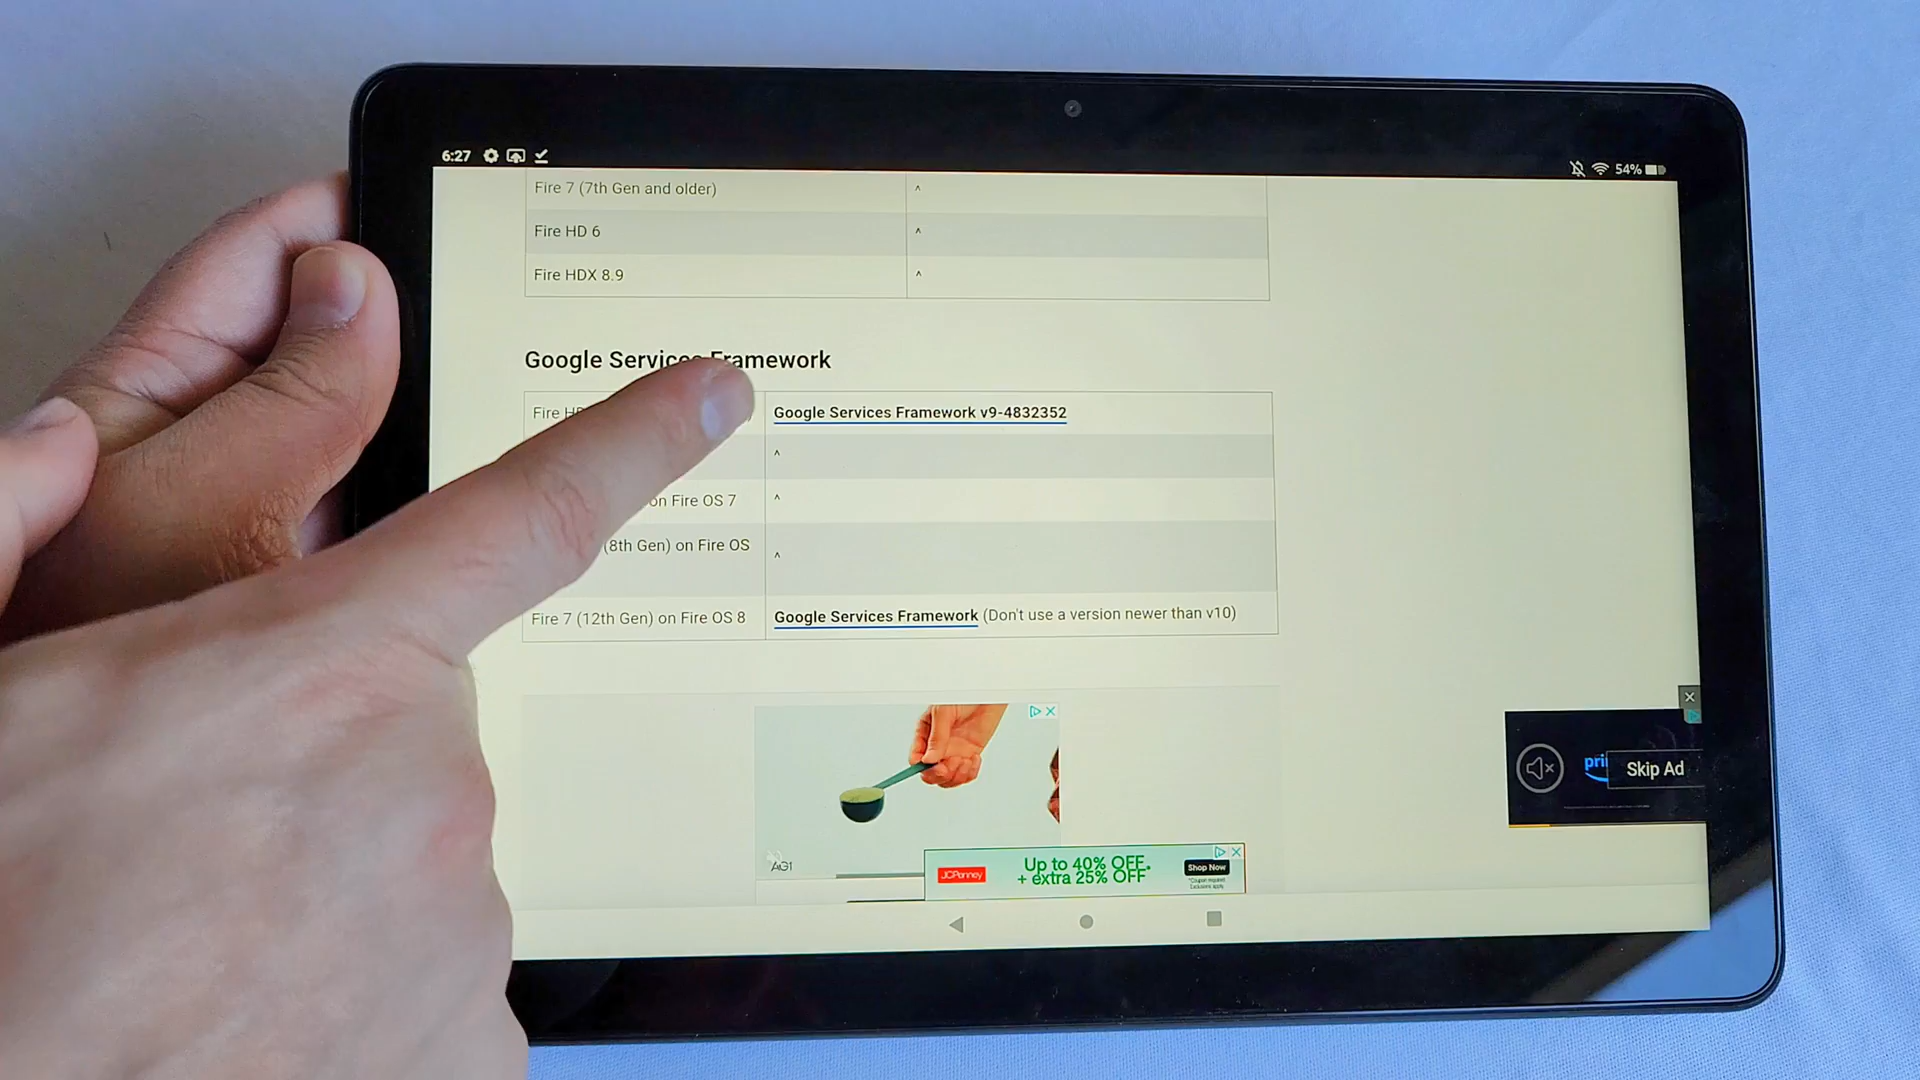 6:27
54%
Fire 7 (7th Gen and older) ^
Fire HD 6 ^
Fire HDX 8.9 ^
Google Services Framework
Fire Google Services Framework v9-4832352
^
on Fire OS 7 ^
(8th Gen) on Fire OS ^
Fire 7 (12th Gen) on Fire OS 8 Google Services Framework (Don't use a version newer than v10)
Skip Ad
AG1
JCPenney
Up to 40% OFF*
+ extra 25% OFF
Shop Now